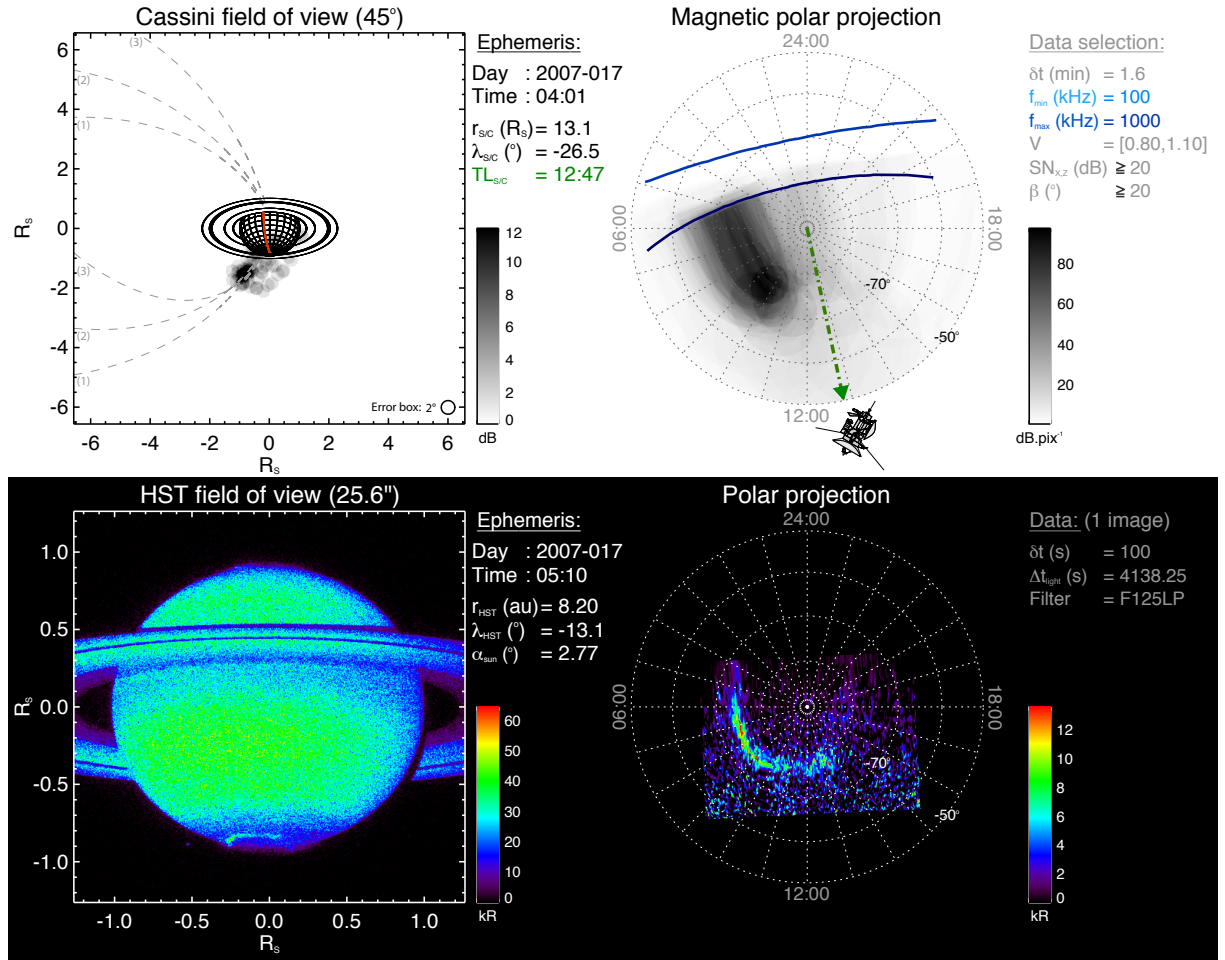 Cassini field of view (45°)
6
4
2
0
-2
-4
-6
R_S
(3)
(2)
(1)
(3)
(2)
(1)
Error box: 2°
-6 -4 -2 0 2 4 6
R_S
Ephemeris:
Day : 2007-017
Time : 04:01
r_S/C (R_S) = 13.1
λ_S/C (°) = -26.5
TL_S/C = 12:47
12
10
8
6
4
2
0
dB
Magnetic polar projection
24:00
06:00
18:00
-70°
-50°
12:00
Data selection:
δt (min) = 1.6
f_min (kHz) = 100
f_max (kHz) = 1000
V = [0.80,1.10]
SN_X,Z (dB) ≧ 20
β (°) ≧ 20
80
60
40
20
dB.pix⁻¹
HST field of view (25.6")
1.0
0.5
0.0
-0.5
-1.0
R_S
-1.0 -0.5 0.0 0.5 1.0
R_S
Ephemeris:
Day : 2007-017
Time : 05:10
r_HST (au) = 8.20
λ_HST (°) = -13.1
α_sun (°) = 2.77
60
50
40
30
20
10
0
kR
Polar projection
24:00
06:00
18:00
-70°
-50°
12:00
Data: (1 image)
δt (s) = 100
Δt_light (s) = 4138.25
Filter = F125LP
12
10
8
6
4
2
0
kR